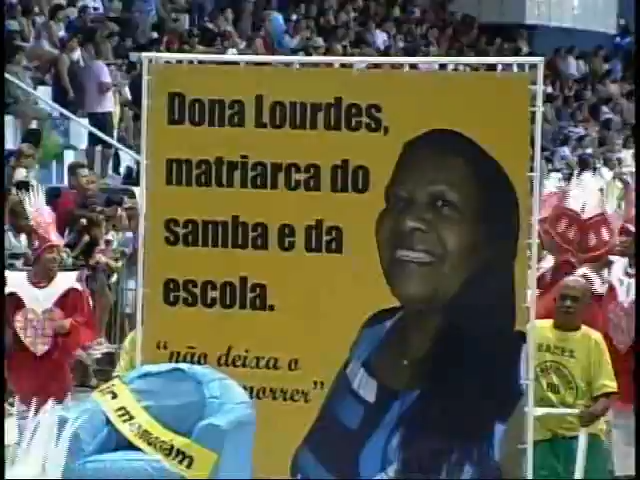 Dona Lourdes,
matriarca do
samba e da
escola.
"não deixa o
morrer"